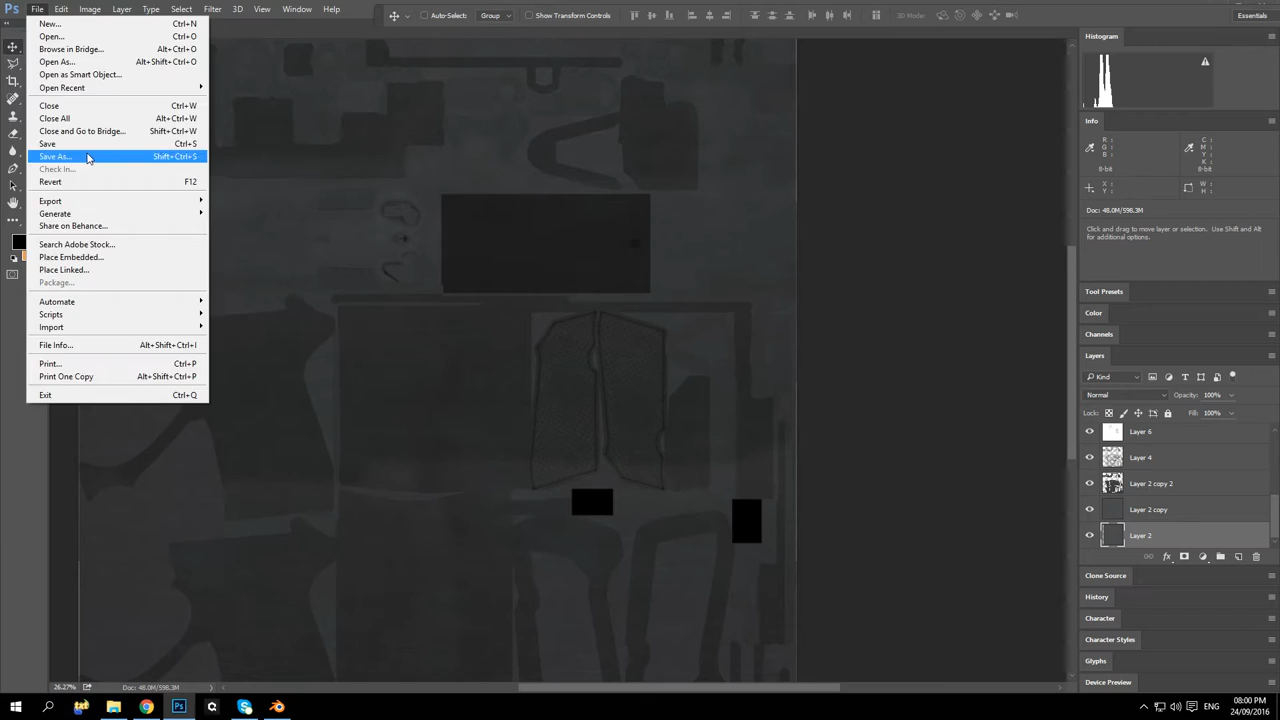 Ps File Edit Image Layer Type Select Filter 3D View Window Help
Auto-Select: Group Show Transform Controls 3D Mode: Essentials
New... Ctrl+N
Open... Ctrl+O
Browse in Bridge... Alt+Ctrl+O
Open As... Alt+Shift+Ctrl+O
Open as Smart Object...
Open Recent
Close Ctrl+W
Close All Alt+Ctrl+W
Close and Go to Bridge... Shift+Ctrl+W
Save Ctrl+S
Save As... Shift+Ctrl+S
Check In...
Revert F12
Export
Generate
Share on Behance...
Search Adobe Stock...
Place Embedded...
Place Linked...
Package...
Automate
Scripts
Import
File Info... Alt+Shift+Ctrl+I
Print... Ctrl+P
Print One Copy Alt+Shift+Ctrl+P
Exit Ctrl+Q
Histogram
Info
R: C:
G: M:
B: Y:
K:
8-bit 8-bit
X: W:
Y: H:
Doc: 48.0M/598.3M
Click and drag to move layer or selection. Use Shift and Alt for additional options.
Tool Presets
Color
Channels
Layers
Kind
Normal Opacity: 100%
Lock: Fill: 100%
Layer 6
Layer 4
Layer 2 copy 2
Layer 2 copy
Layer 2
fx
Clone Source
History
Character
Character Styles
Glyphs
Device Preview
26.27% Doc: 48.0M/598.3M
Ps ENG 08:00 PM
24/09/2016